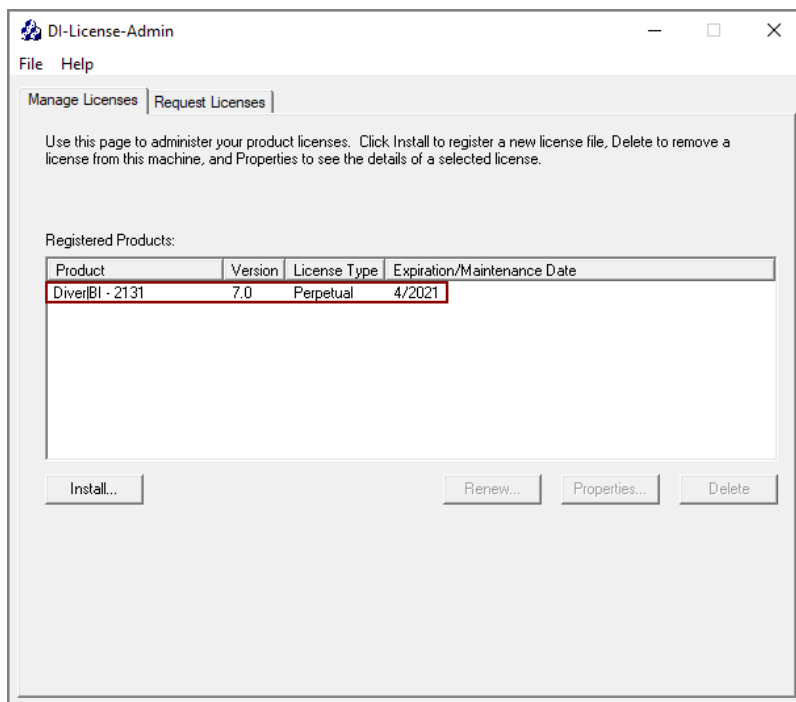 DI-License-Admin
File Help
Manage Licenses Request Licenses
Use this page to administer your product licenses. Click Install to register a new license file, Delete to remove a
license from this machine, and Properties to see the details of a selected license.
Registered Products:
Product Version License Type Expiration/Maintenance Date
Diver|BI - 2131 7.0 Perpetual 4/2021
Install... Renew... Properties... Delete